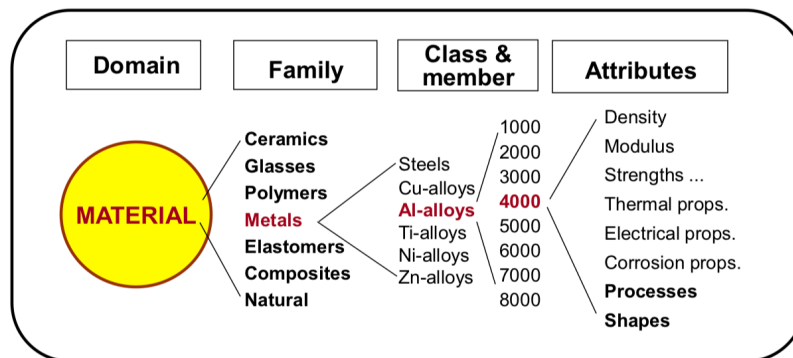 Domain
Family
Class &
member
Attributes
MATERIAL
Ceramics
Glasses
Polymers
Metals
Elastomers
Composites
Natural
Steels
Cu-alloys
Al-alloys
Ti-alloys
Ni-alloys
Zn-alloys
1000
2000
3000
4000
5000
6000
7000
8000
Density
Modulus
Strengths ...
Thermal props.
Electrical props.
Corrosion props.
Processes
Shapes